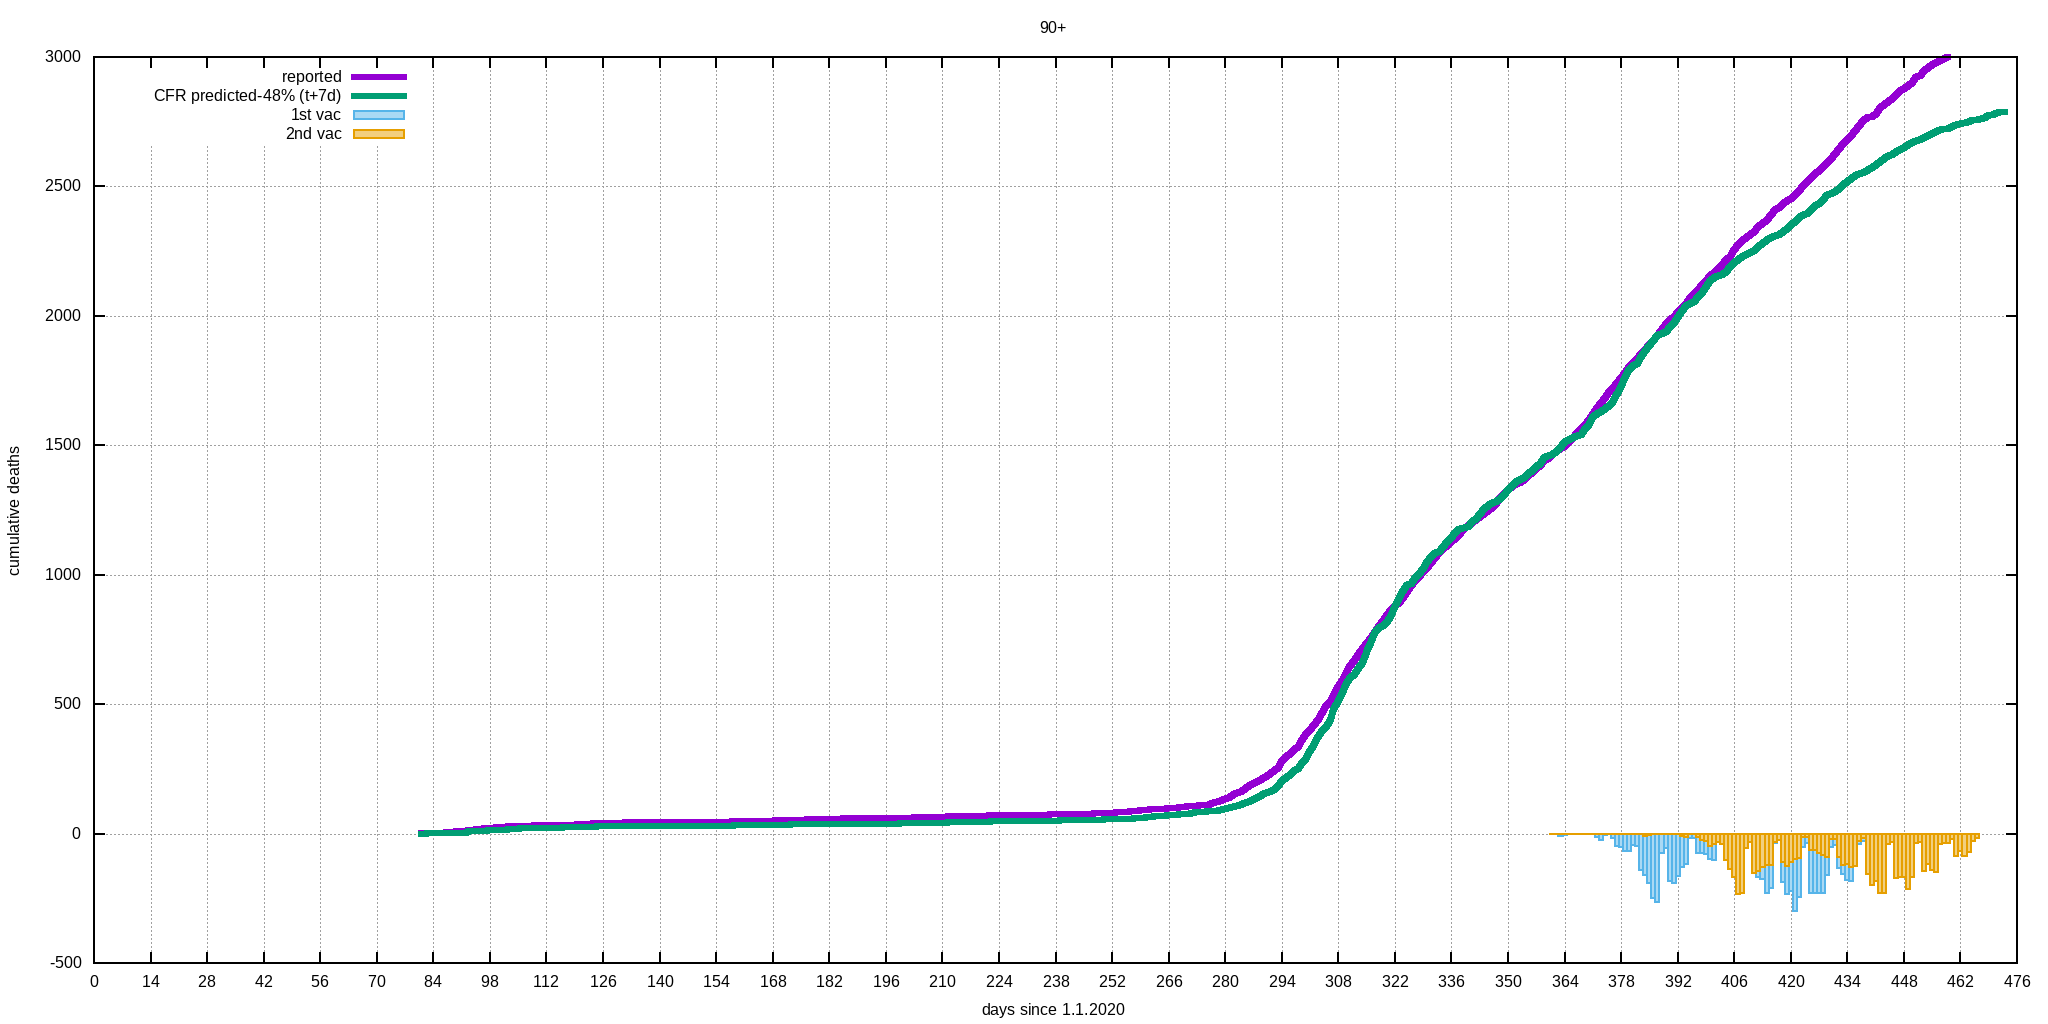 90+
reported
CFR predicted-48% (t+7d)
1st vac
2nd vac
3000
2500
2000
1500
1000
500
0
-500
cumulative deaths
0 14 28 42 56 70 84 98 112 126 140 154 168 182 196 210 224 238 252 266 280 294 308 322 336 350 364 378 392 406 420 434 448 462 476
days since 1.1.2020